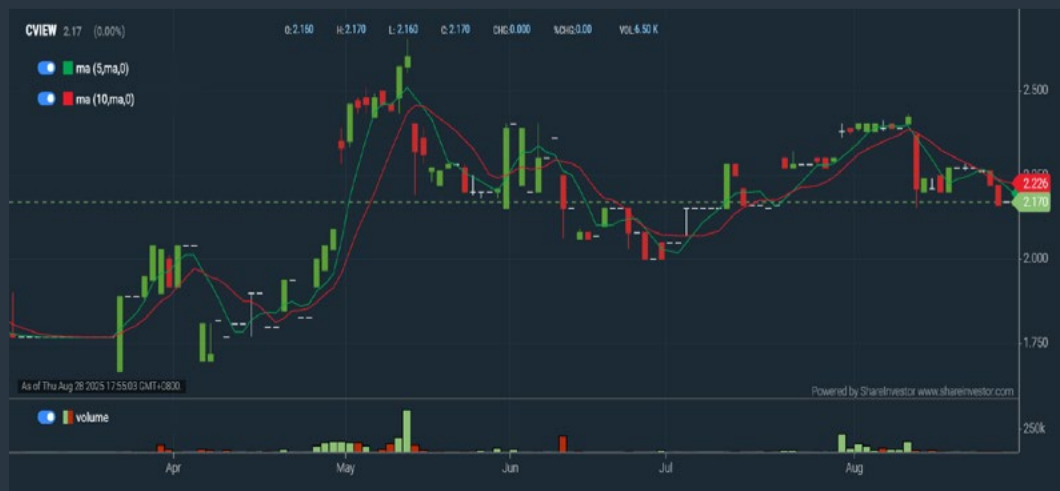 CVIEW 2.17 (0.00%)
O: 2.160 H: 2.170 L: 2.160 C: 2.170 CHG: 0.000 %CHG: 0.00 VOL: 6.50 K
ma (5,ma,0)
ma (10,ma,0)
2.500
2.226
2.170
2.000
1.750
As of Thu Aug 28 2025 17:55:03 GMT+0800
Powered by ShareInvestor www.shareinvestor.com
volume
250k
Apr May Jun Jul Aug